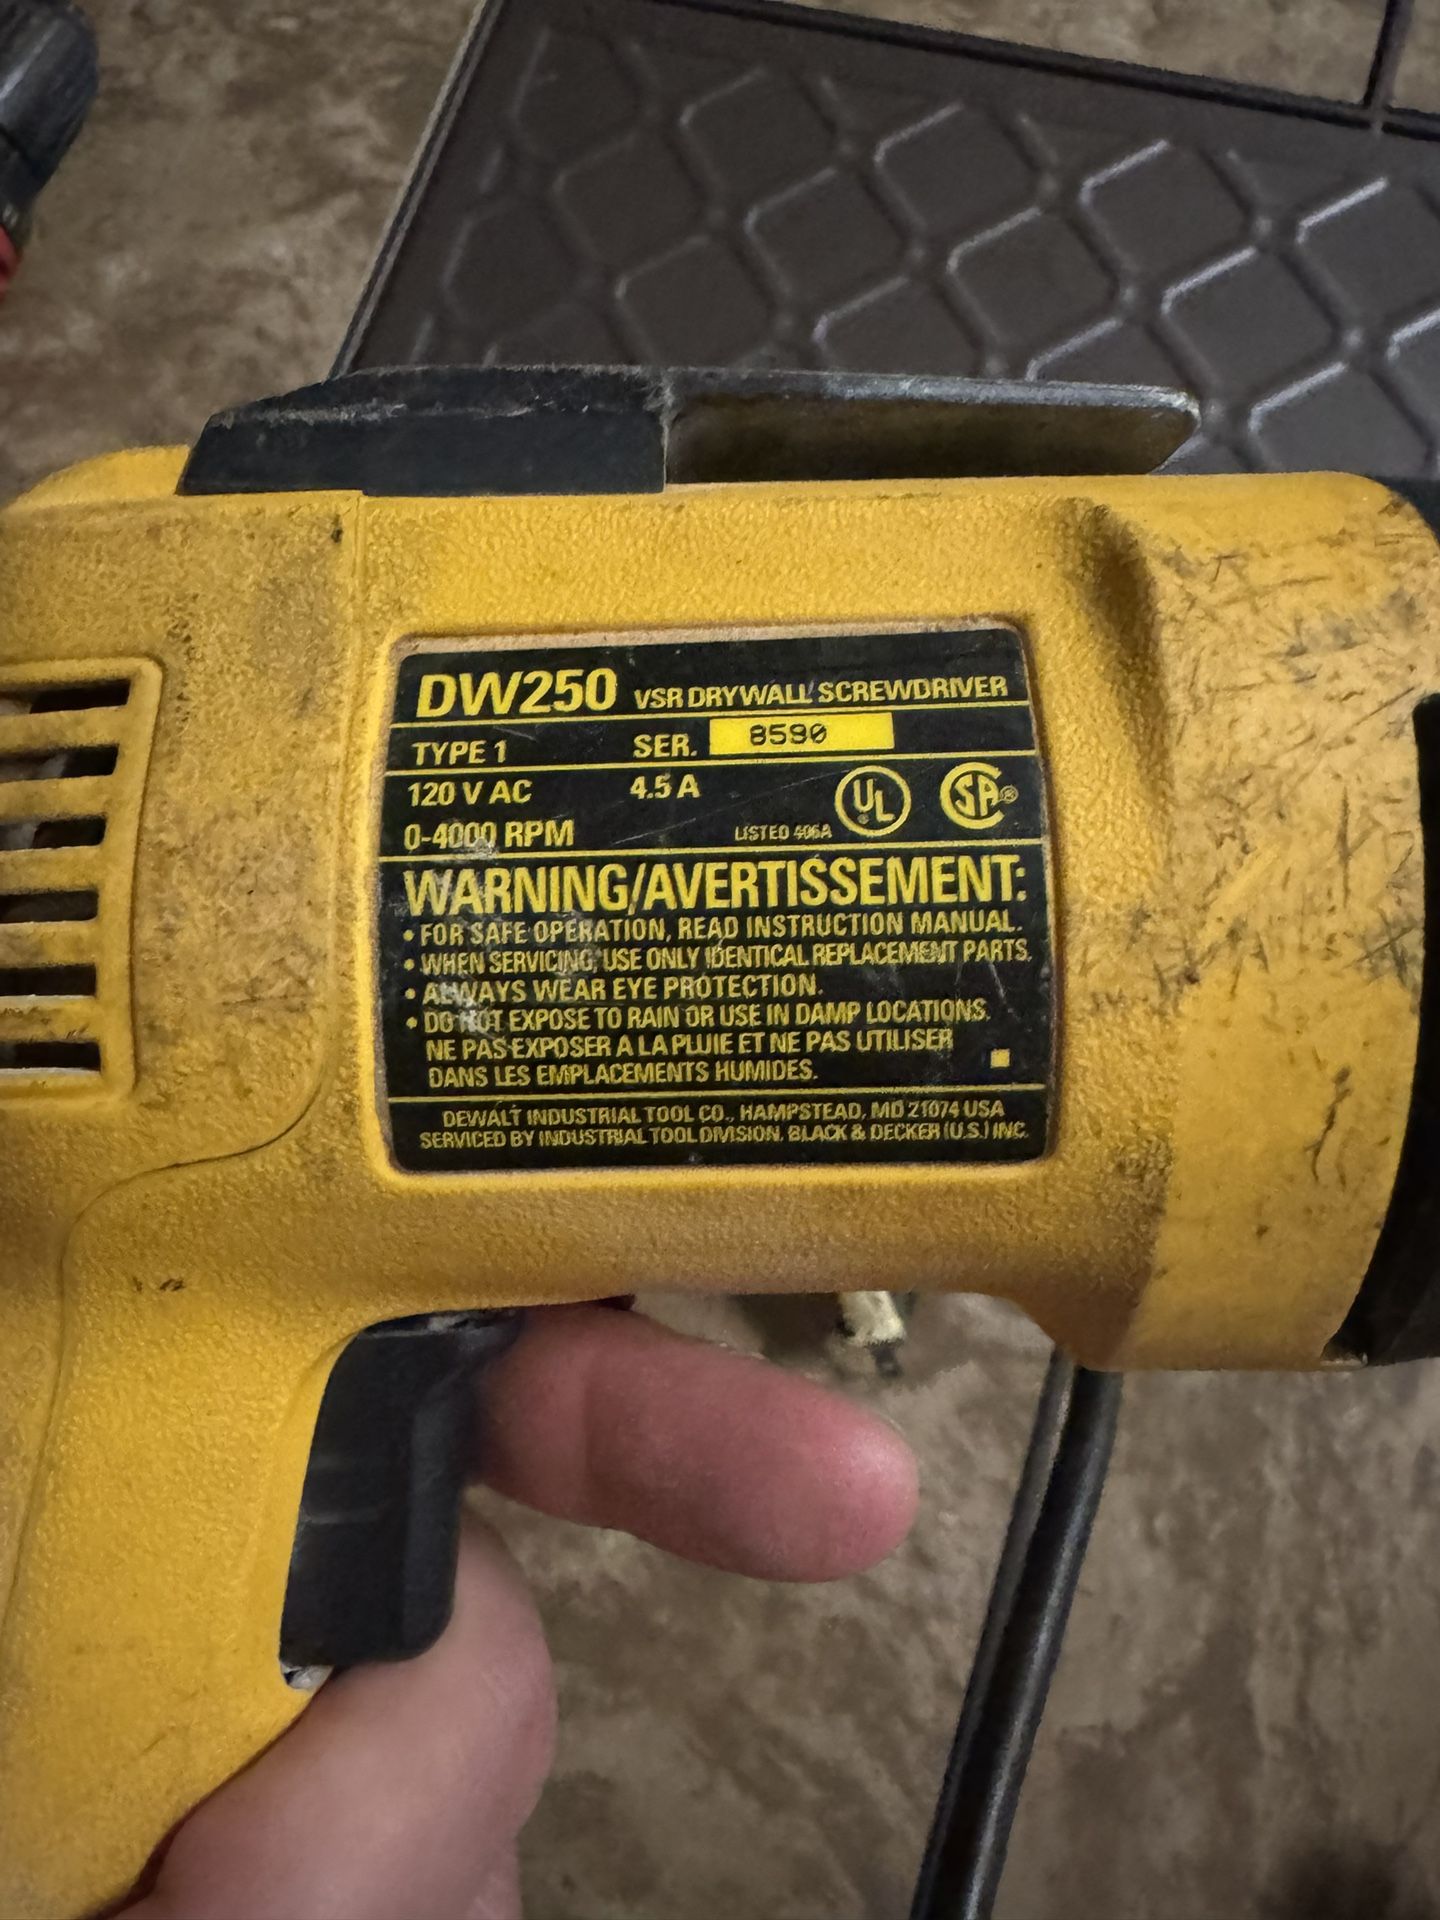 DW250 VSR DRYWALL SCREWDRIVER
TYPE 1 SER. 8590
120 V AC 4.5 A
0-4000 RPM LISTED 406A UL SA®
WARNING/AVERTISSEMENT:
• FOR SAFE OPERATION, READ INSTRUCTION MANUAL.
• WHEN SERVICING, USE ONLY IDENTICAL REPLACEMENT PARTS.
• ALWAYS WEAR EYE PROTECTION.
• DO NOT EXPOSE TO RAIN OR USE IN DAMP LOCATIONS.
NE PAS EXPOSER A LA PLUIE ET NE PAS UTILISER
DANS LES EMPLACEMENTS HUMIDES.
DEWALT INDUSTRIAL TOOL CO., HAMPSTEAD, MD 21074 USA
SERVICED BY INDUSTRIAL TOOL DIVISION, BLACK & DECKER (U.S.) INC.